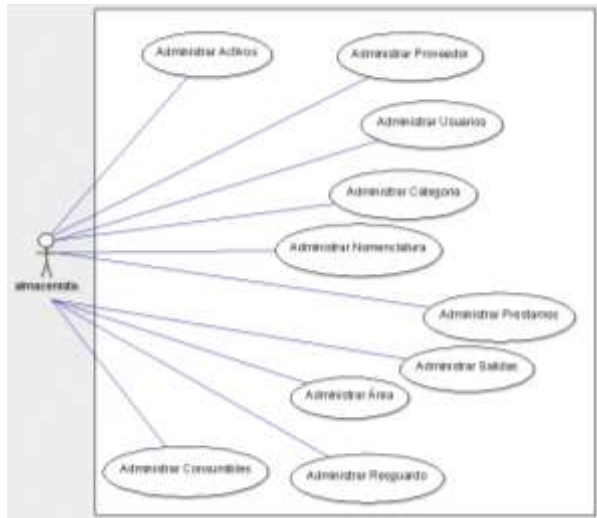 Administrar Activos
Administrar Proveedor
Administrar Usuarios
Administrar Categoria
Administrar Nomenclatura
almacenista
Administrar Prestamos
Administrar Salidas
Administrar Área
Administrar Consumibles
Administrar Resguardo